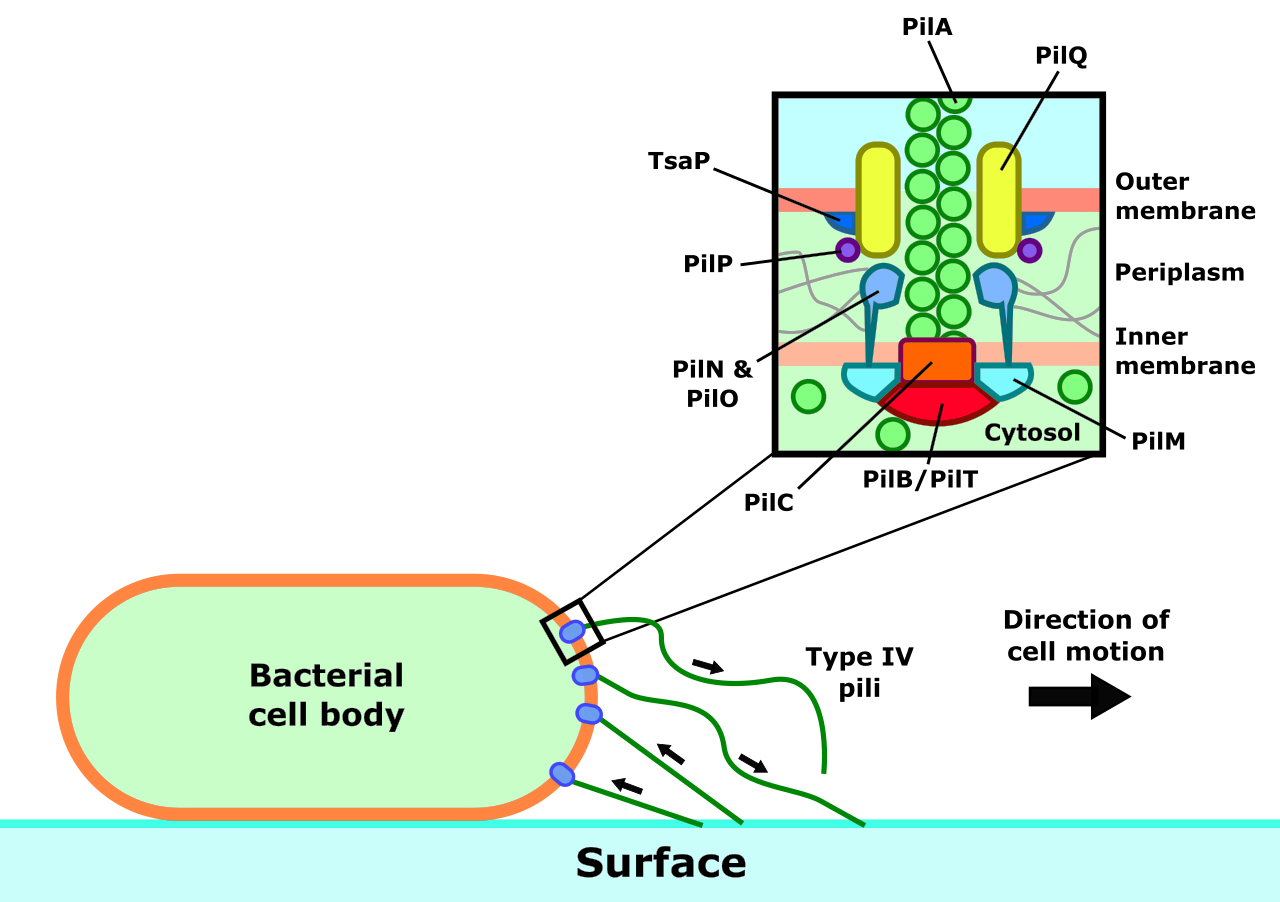 PilA
PilQ
TsaP
Outer
membrane
PilP
Periplasm
Inner
membrane
PilN &
PilO
Cytosol
PilM
PilB/PilT
PilC
Direction of
cell motion
Type IV
pili
Bacterial
cell body
Surface